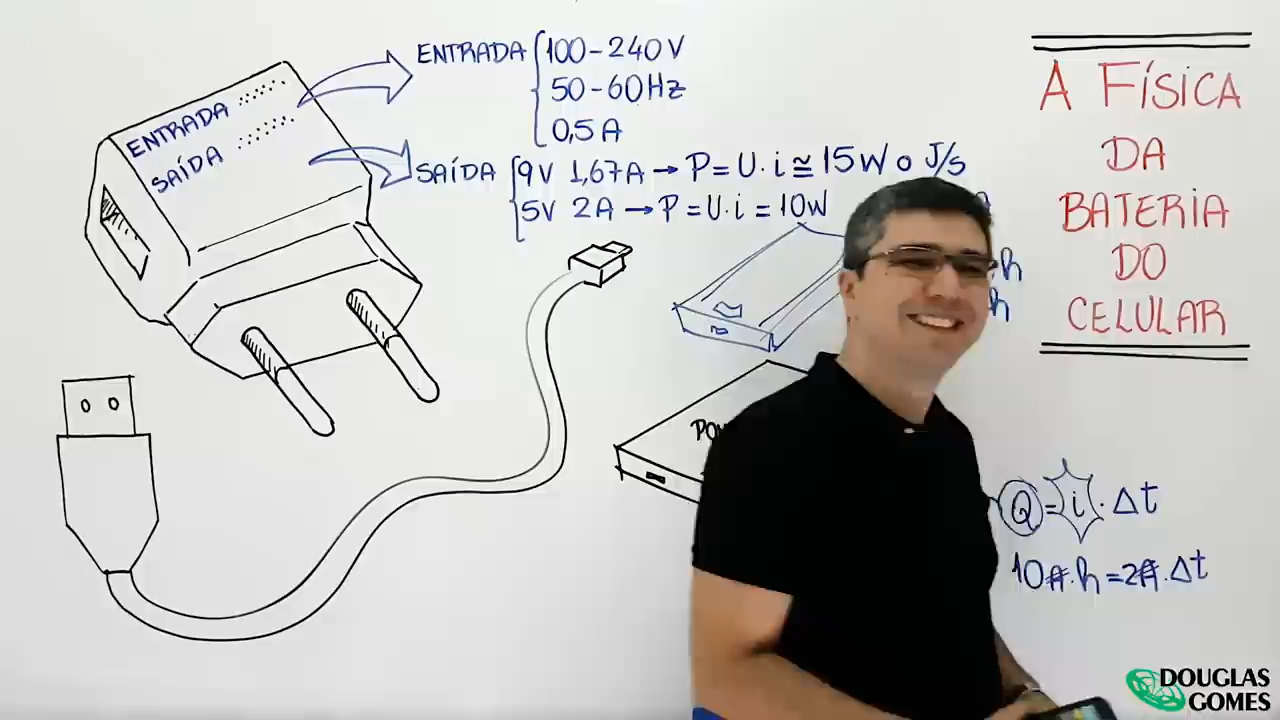 ENTRADA
SAÍDA
ENTRADA
100-240V
50-60Hz
0,5A
SAÍDA
9V 1,67A → P=U.i ≅ 15W o J/s
5V 2A → P=U.i = 10W
h
h
A FÍSICA
DA
BATERIA
DO
CELULAR
Q=i.Δt
10A.h=2A.Δt
DOUGLAS
GOMES